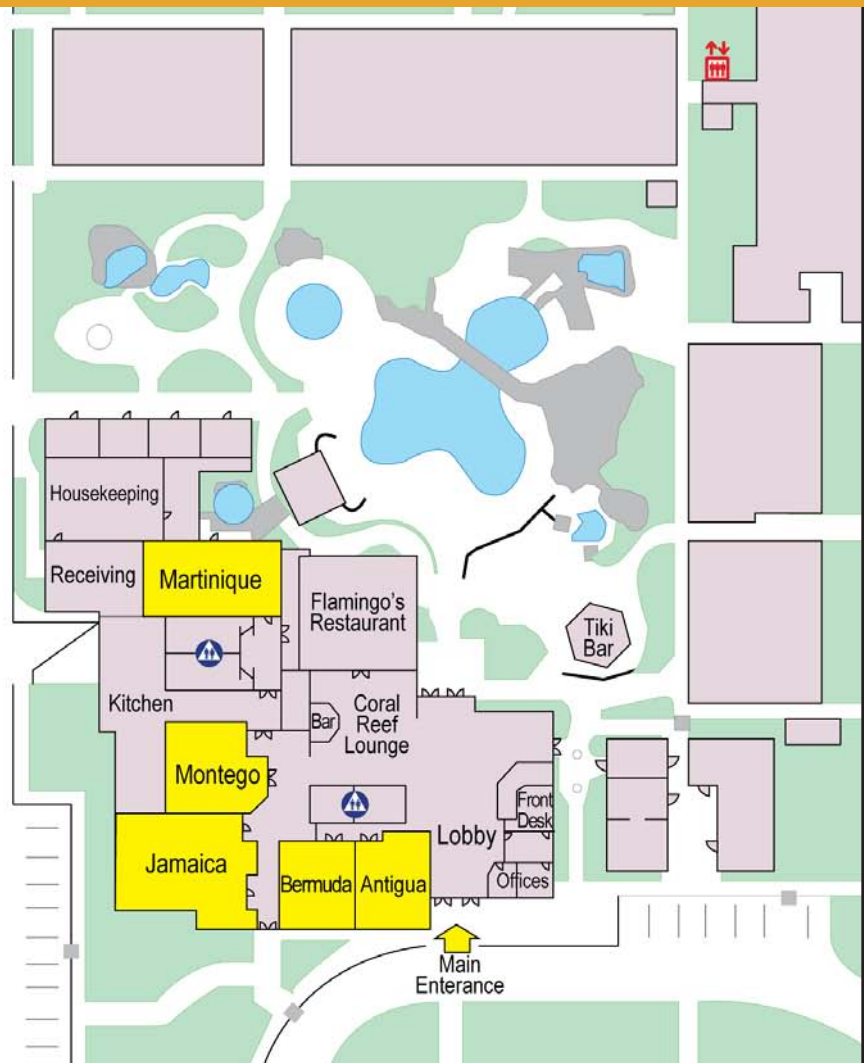 Housekeeping
Receiving
Martinique
Flamingo's
Restaurant
Tiki
Bar
Kitchen
Bar
Coral
Reef
Lounge
Montego
Front
Desk
Lobby
Jamaica
Bermuda
Antigua
Offices
Main
Enterance